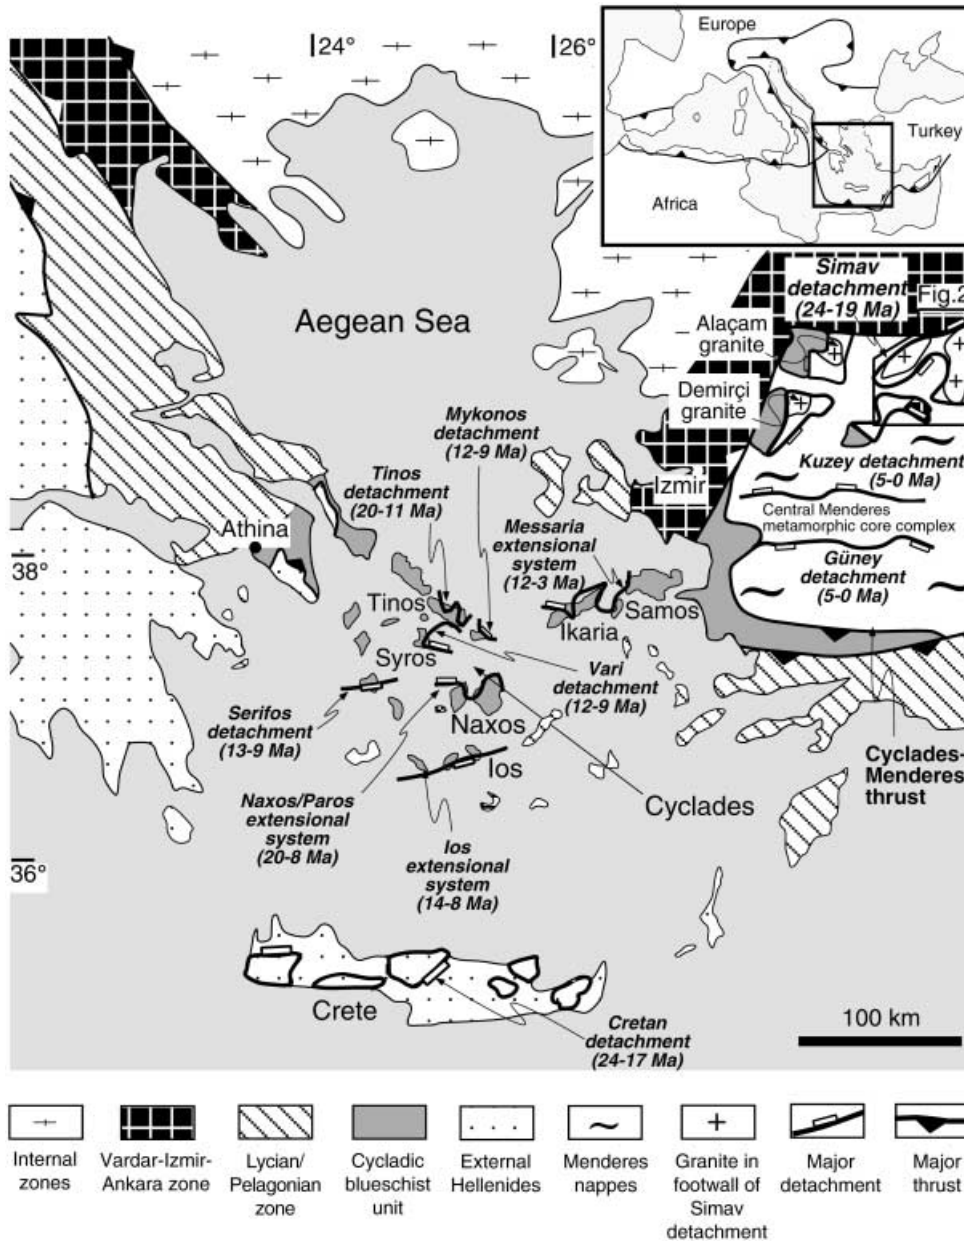 24°
26°
Europe
Turkey
Africa
Simav
detachment
(24-19 Ma)
Fig.2
Aegean Sea
Alaçam
granite
Demirçi
granite
Mykonos
detachment
(12-9 Ma)
Tinos
detachment
(20-11 Ma)
Izmir
Kuzey detachment
(5-0 Ma)
Central Menderes
metamorphic core complex
Messaria
extensional
system
(12-3 Ma)
Athina
38°
Güney
detachment
(5-0 Ma)
Tinos
Samos
Ikaria
Syros
Vari
detachment
(12-9 Ma)
Serifos
detachment
(13-9 Ma)
Naxos
Ios
Cyclades-
Menderes
thrust
Naxos/Paros
extensional
system
(20-8 Ma)
Cyclades
Ios
extensional
system
(14-8 Ma)
36°
Crete
Cretan
detachment
(24-17 Ma)
100 km
Internal
zones
Vardar-Izmir-
Ankara zone
Lycian/
Pelagonian
zone
Cycladic
blueschist
unit
External
Hellenides
Menderes
nappes
Granite in
footwall of
Simav
detachment
Major
detachment
Major
thrust